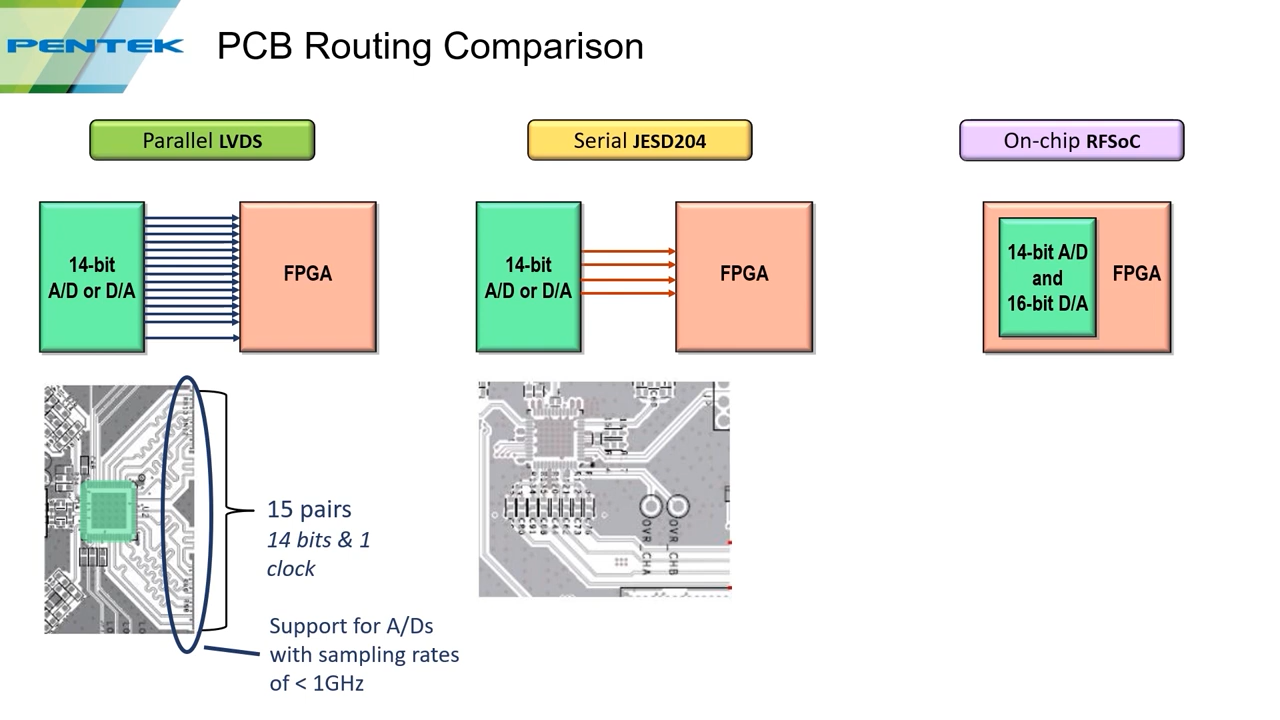 PENTEK
PCB Routing Comparison
Parallel LVDS
Serial JESD204
On-chip RFSoC
14-bit
A/D or D/A
FPGA
14-bit
A/D or D/A
FPGA
14-bit A/D
and
16-bit D/A
FPGA
15 pairs
14 bits & 1
clock
Support for A/Ds
with sampling rates
of < 1GHz
OVR_CHA
OVR_CHB